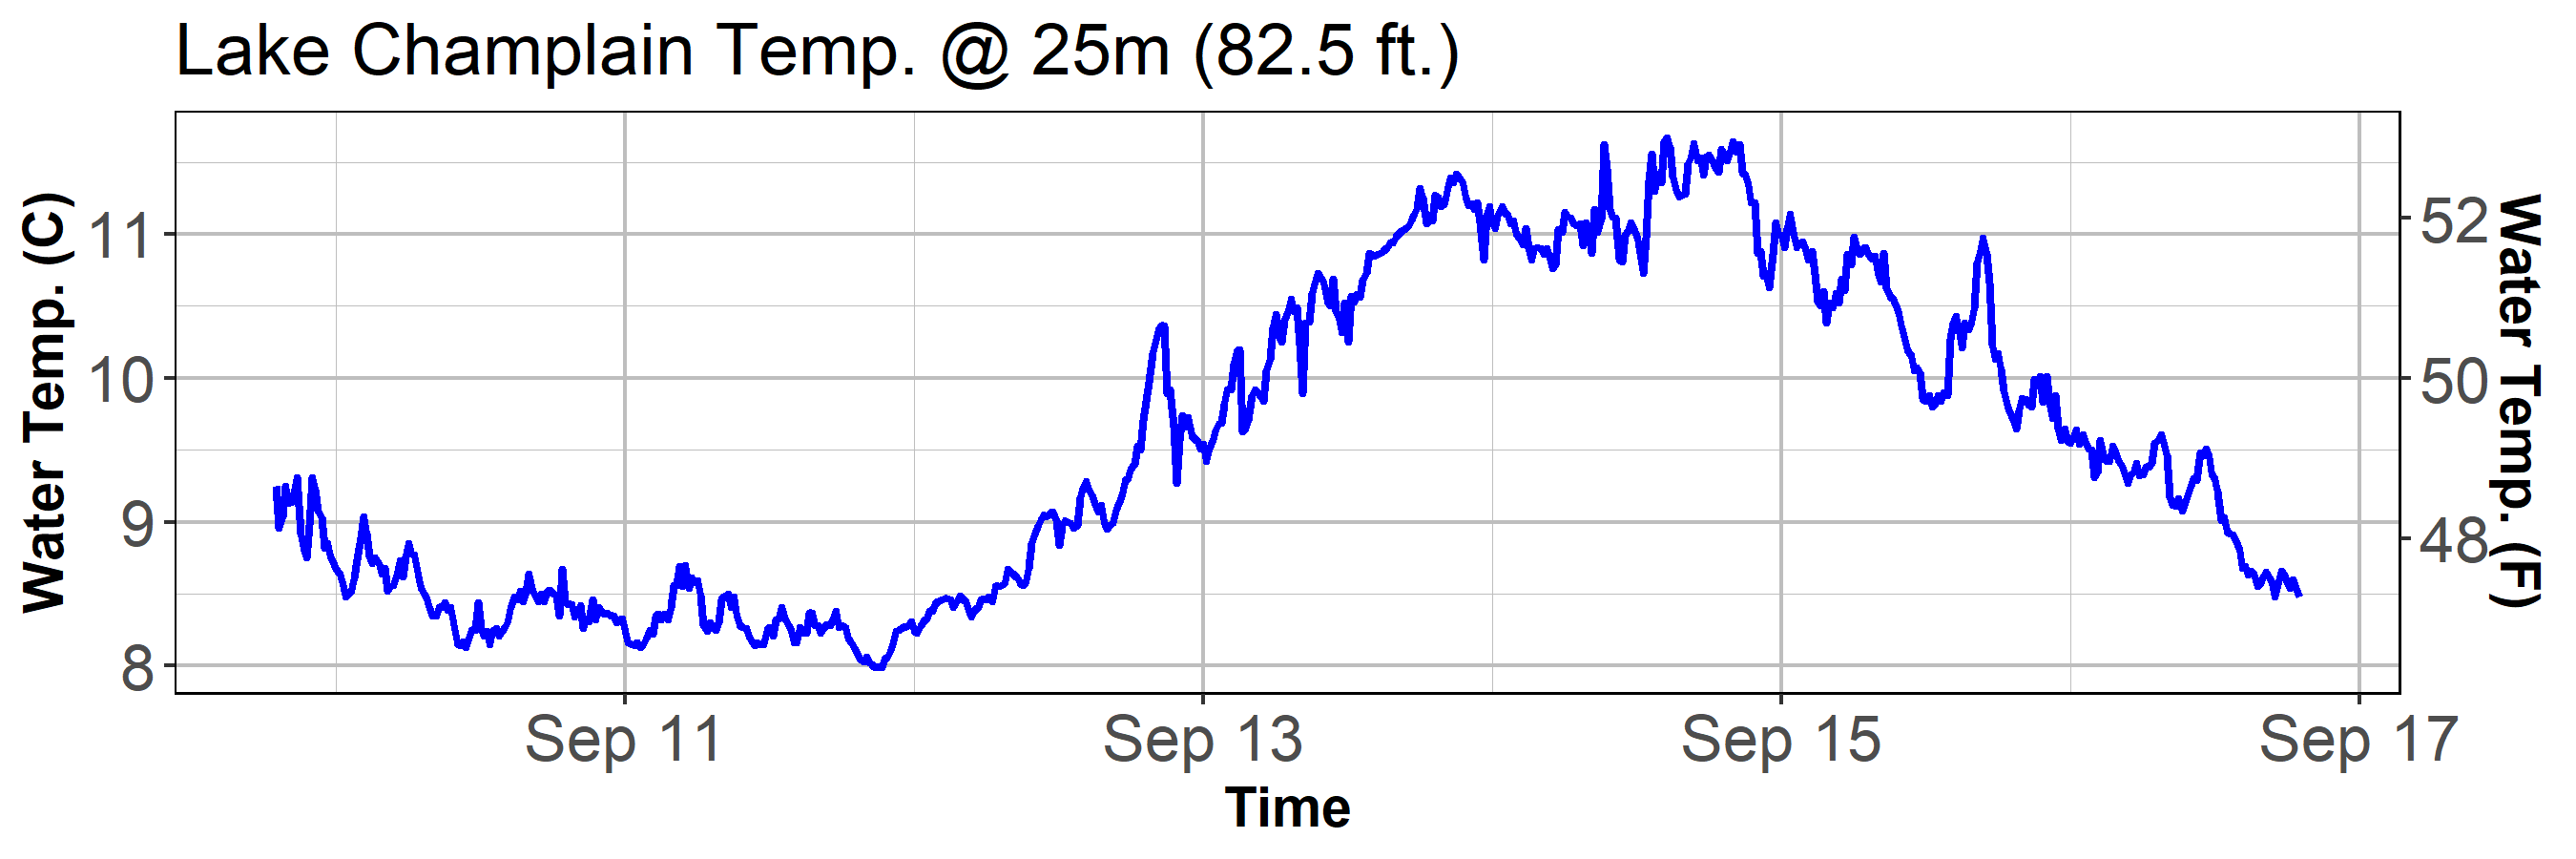 Lake Champlain Temp. @ 25m (82.5 ft.)
Water Temp. (C)
11
10
9
8
52
50
48
Water Temp. (F)
Sep 11
Sep 13
Sep 15
Sep 17
Time